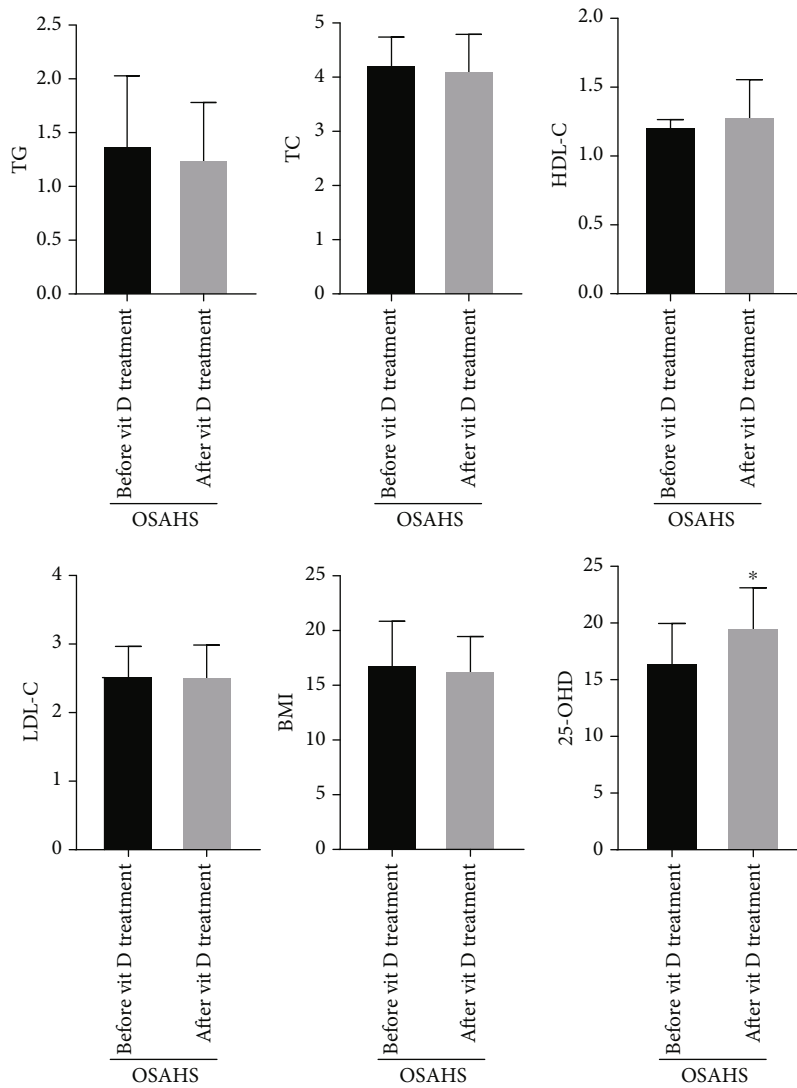 TG
2.5
2.0
1.5
1.0
0.5
0.0
Before vit D treatment
After vit D treatment
OSAHS
TC
5
4
3
2
1
0
Before vit D treatment
After vit D treatment
OSAHS
HDL-C
2.0
1.5
1.0
0.5
0.0
Before vit D treatment
After vit D treatment
OSAHS
LDL-C
4
3
2
1
0
Before vit D treatment
After vit D treatment
OSAHS
BMI
25
20
15
10
5
0
Before vit D treatment
After vit D treatment
OSAHS
25-OHD
25
20
15
10
5
0
*
Before vit D treatment
After vit D treatment
OSAHS